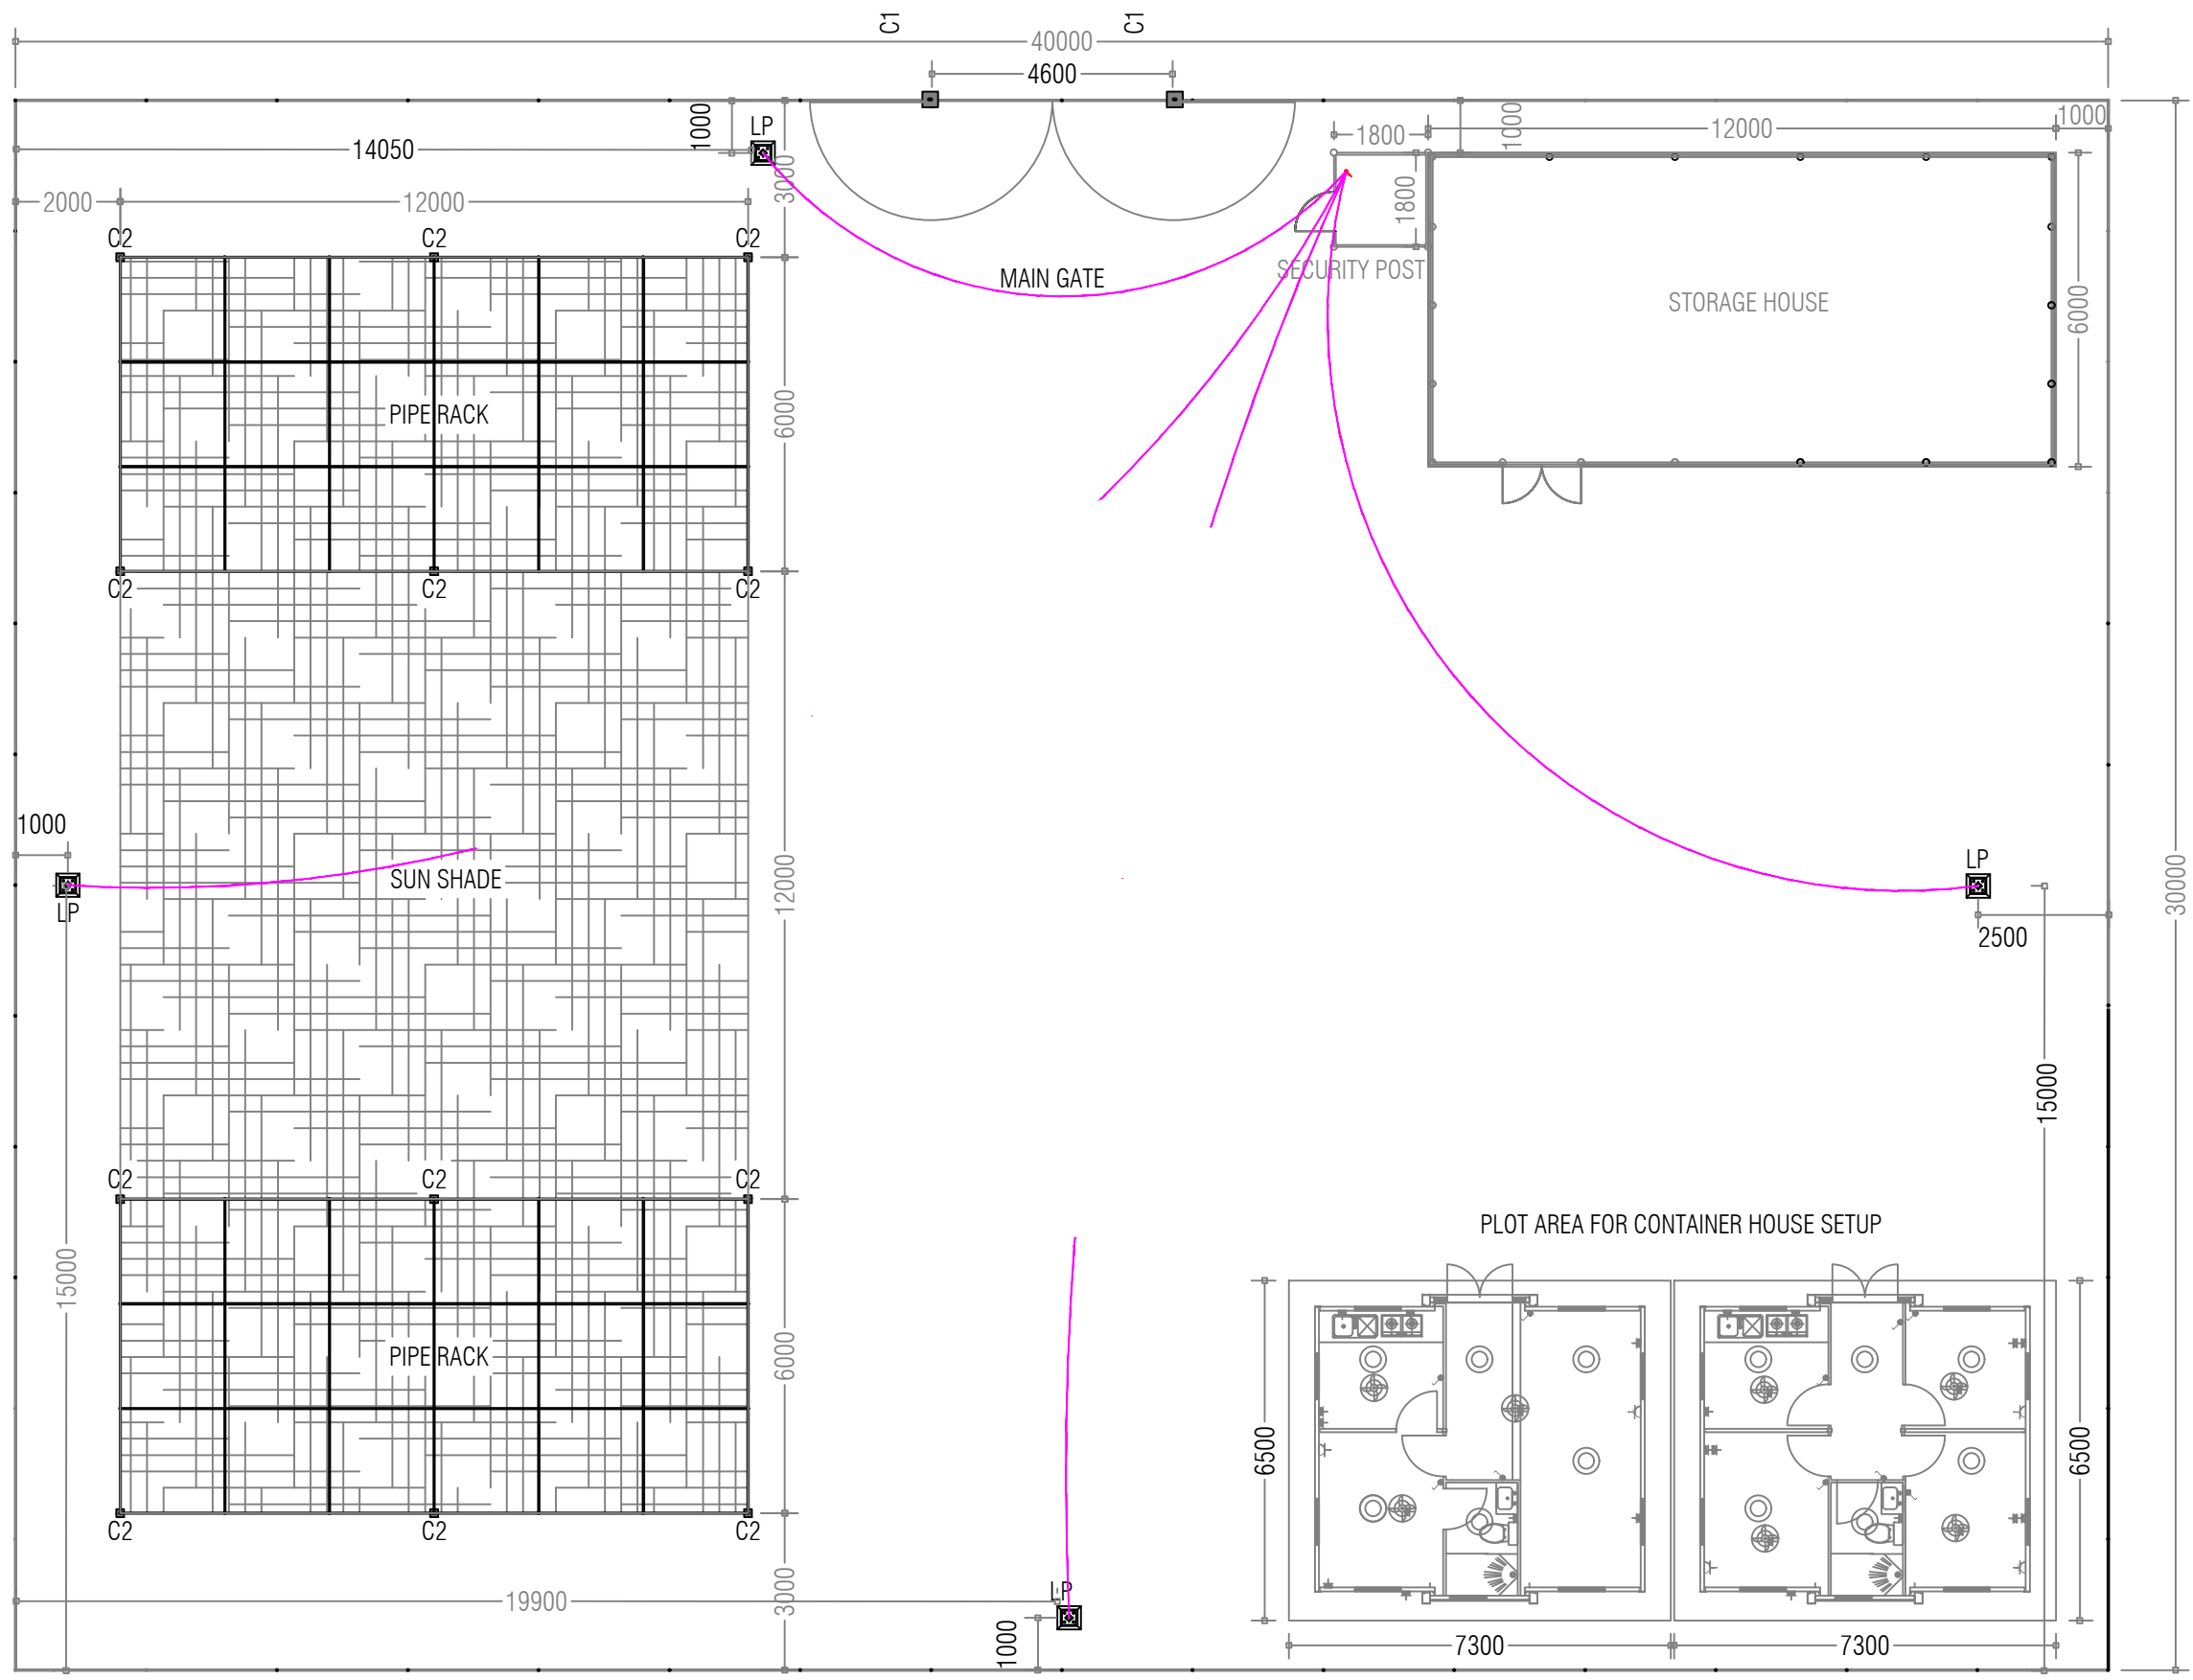 C1
C1
40000
4600
1000
LP
14050
3000
1800
1000
12000
1000
2000
12000
1800
C2
C2
C2
MAIN GATE
SECURITY POST
STORAGE HOUSE
6000
PIPE RACK
6000
C2
C2
C2
1000
SUN SHADE
LP
12000
LP
2500
30000
15000
C2
C2
C2
PLOT AREA FOR CONTAINER HOUSE SETUP
15000
PIPE RACK
6000
6500
6500
C2
C2
C2
19900
3000
LP
1000
7300
7300